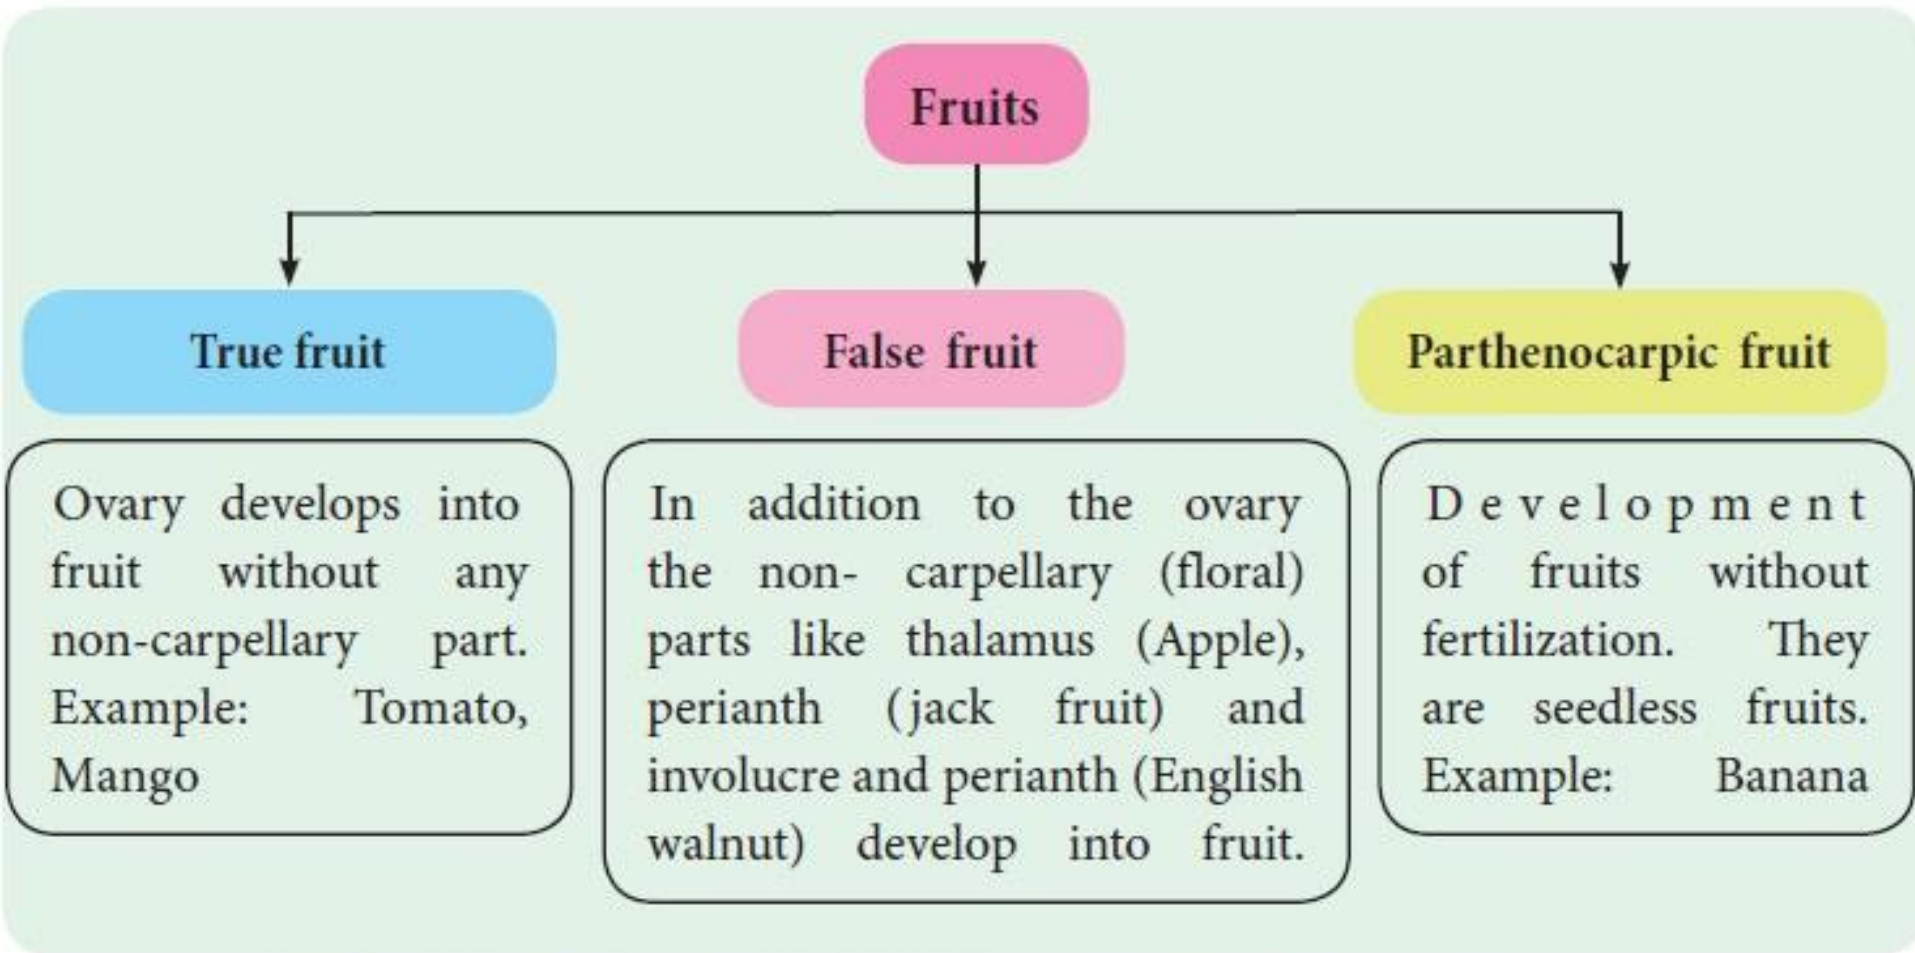 Fruits
True fruit
False fruit
Parthenocarpic fruit
Ovary develops into
fruit without any
non-carpellary part.
Example: Tomato,
Mango
In addition to the ovary
the non- carpellary (floral)
parts like thalamus (Apple),
perianth (jack fruit) and
involucre and perianth (English
walnut) develop into fruit.
Development
of fruits without
fertilization. They
are seedless fruits.
Example: Banana